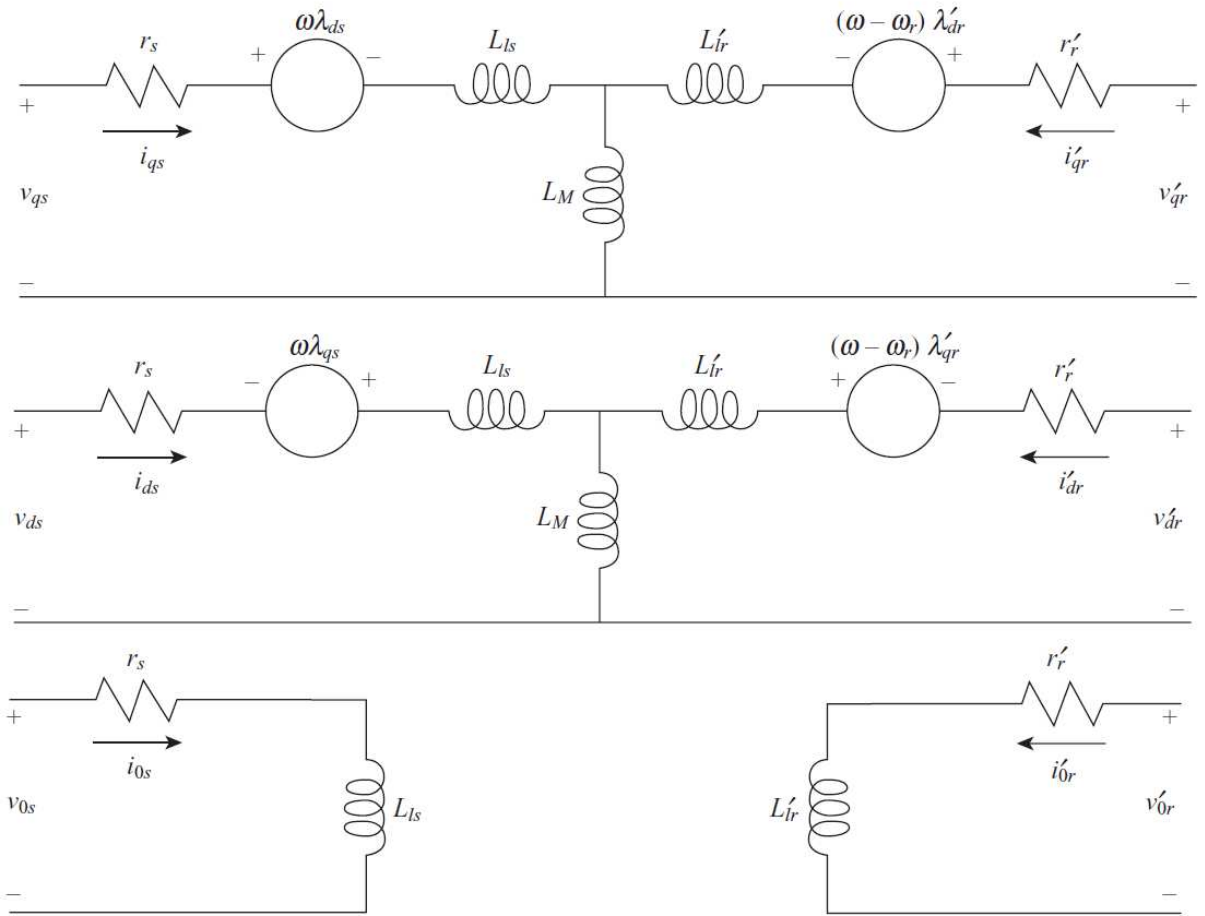 ωλds (ω − ωr) λ′dr
rs + − Lls L′lr − + r′r
+ iqs i′qr +
vqs LM v′qr
− −
ωλqs (ω − ωr) λ′qr
rs − + Lls L′lr + − r′r
+ ids i′dr +
vds LM v′dr
− −
rs r′r
+ +
i0s i′0r
v0s Lls L′lr v′0r
− −